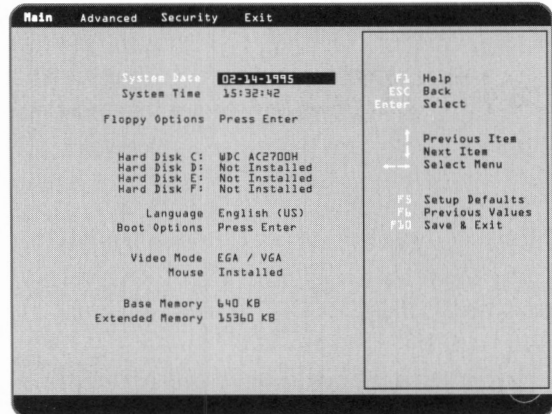 Main Advanced Security Exit
System Date 02-14-1995
System Time 15:32:42
Floppy Options Press Enter
Hard Disk C: WDC AC2700H
Hard Disk D: Not Installed
Hard Disk E: Not Installed
Hard Disk F: Not Installed
Language English (US)
Boot Options Press Enter
Video Mode EGA / VGA
Mouse Installed
Base Memory 640 KB
Extended Memory 15360 KB
F1 Help
ESC Back
Enter Select
↑ Previous Item
↓ Next Item
←→ Select Menu
F5 Setup Defaults
F6 Previous Values
F10 Save & Exit